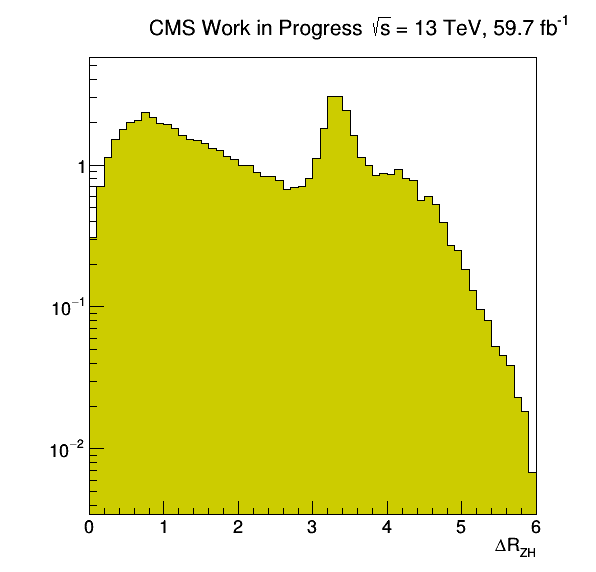 CMS Work in Progress √s = 13 TeV, 59.7 fb⁻¹
1
10⁻¹
10⁻²
0 1 2 3 4 5 6
ΔR_ZH